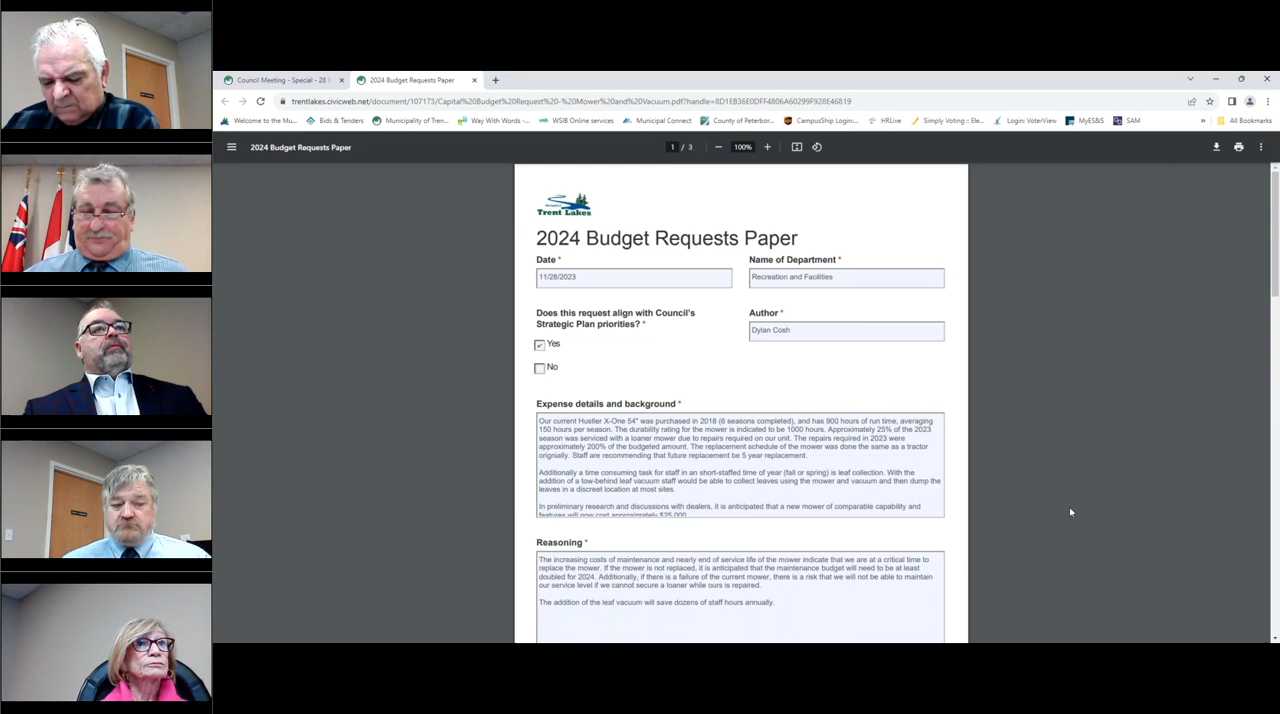 Council Meeting - Special - 28
2024 Budget Requests Paper
trentlakes.civicweb.net/document/107173/Capital%20Budget%20Request%20-%20Mower%20and%20Vacuum.pdf?handle=8D1EB36E0DFF4806A60299F928E46819
Welcome to the Mu...
Bids & Tenders
Municipality of Tren...
Way With Words -...
WSIB Online services
Municipal Connect
County of Peterbor...
CampusShip Login...
HRLive
Simply Voting :: Ele...
Login: VoterView
MyES&S
SAM
»
All Bookmarks
2024 Budget Requests Paper
1 / 3
100%
Trent Lakes
2024 Budget Requests Paper
Date *
Name of Department *
11/28/2023
Recreation and Facilities
Does this request align with Council's
Strategic Plan priorities? *
Author *
Dylan Cosh
Yes
No
Expense details and background *
Our current Hustler X-One 54" was purchased in 2018 (6 seasons completed), and has 900 hours of run time, averaging
150 hours per season. The durability rating for the mower is indicated to be 1000 hours. Approximately 25% of the 2023
season was serviced with a loaner mower due to repairs required on our unit. The repairs required in 2023 were
approximately 200% of the budgeted amount. The replacement schedule of the mower was done the same as a tractor
orignially. Staff are recommending that future replacement be 5 year replacement.
Additionally a time consuming task for staff in an short-staffed time of year (fall or spring) is leaf collection. With the
addition of a tow-behind leaf vacuum staff would be able to collect leaves using the mower and vacuum and then dump the
leaves in a discreet location at most sites.
In preliminary research and discussions with dealers, it is anticipated that a new mower of comparable capability and
features will now cost approximately $25,000
Reasoning *
The increasing costs of maintenance and nearly end of service life of the mower indicate that we are at a critical time to
replace the mower. If the mower is not replaced, it is anticipated that the maintenance budget will need to be at least
doubled for 2024. Additionally, if there is a failure of the current mower, there is a risk that we will not be able to maintain
our service level if we cannot secure a loaner while ours is repaired.
The addition of the leaf vacuum will save dozens of staff hours annually.